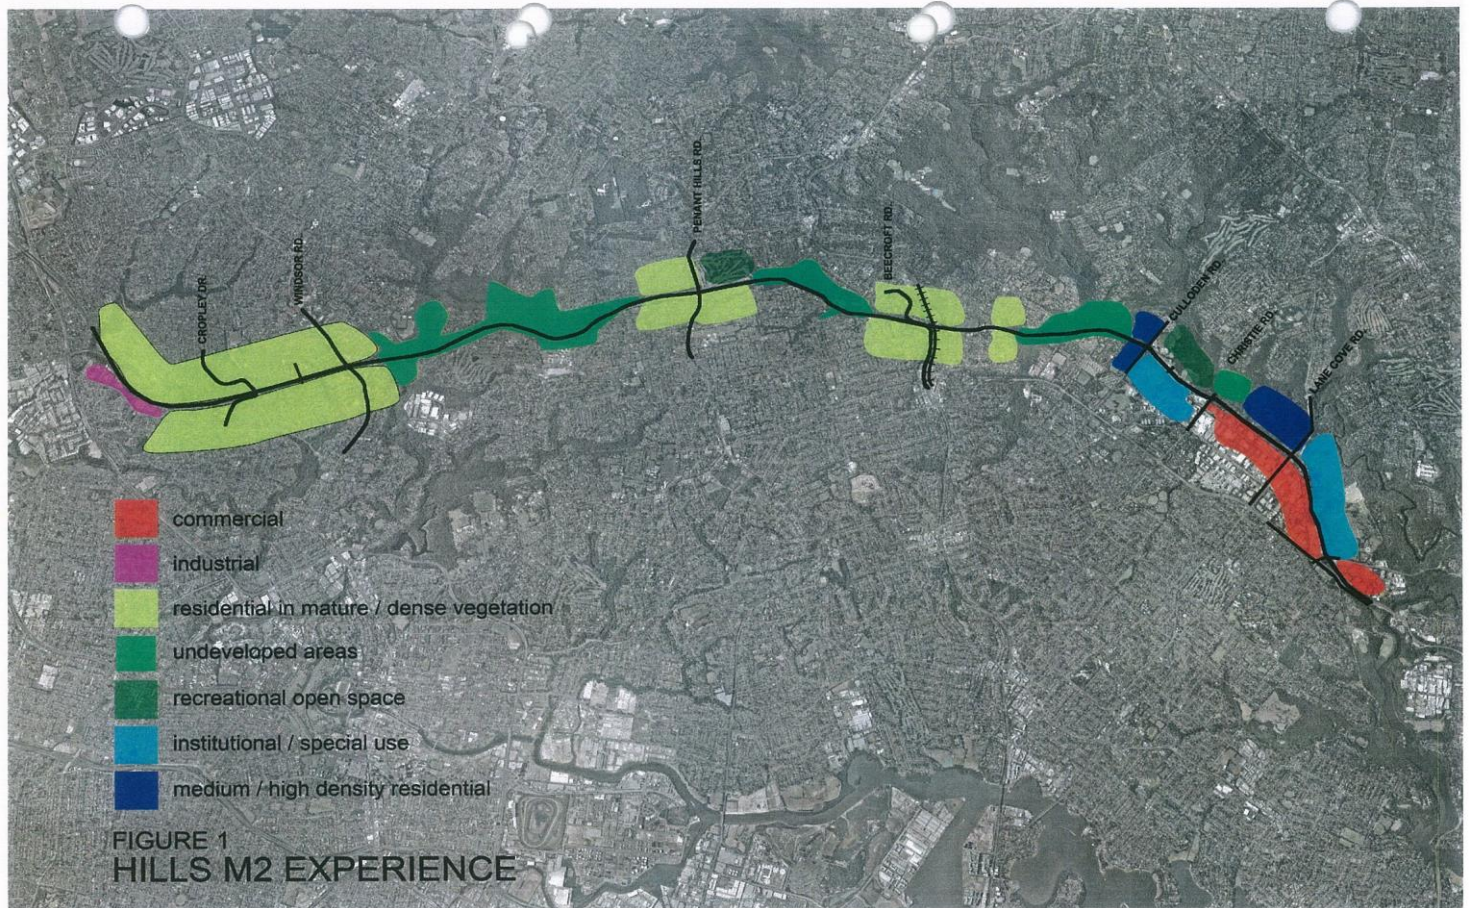 PENANT HILLS RD.
BEECROFT RD.
WINDSOR RD.
CROPLEY DR.
CULLODEN RD.
CHRISTIE RD.
LANE COVE RD.
commercial
industrial
residential in mature / dense vegetation
undeveloped areas
recreational open space
institutional / special use
medium / high density residential
FIGURE 1
HILLS M2 EXPERIENCE